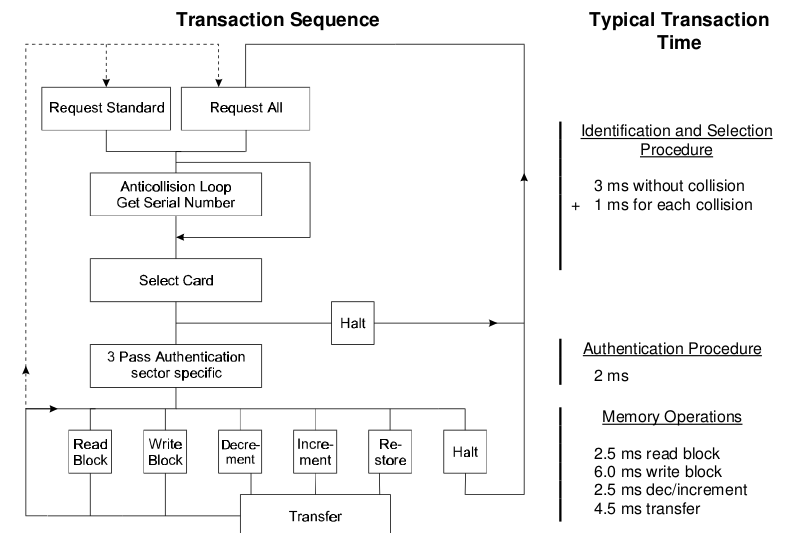 Transaction Sequence
Typical Transaction
Time
Request Standard
Request All
Identification and Selection
Procedure
3 ms without collision
+ 1 ms for each collision
Anticollision Loop
Get Serial Number
Select Card
Halt
3 Pass Authentication
sector specific
Authentication Procedure
2 ms
Memory Operations
Read
Block
Write
Block
Decre-
ment
Incre-
ment
Re-
store
Halt
2.5 ms read block
6.0 ms write block
2.5 ms dec/increment
4.5 ms transfer
Transfer